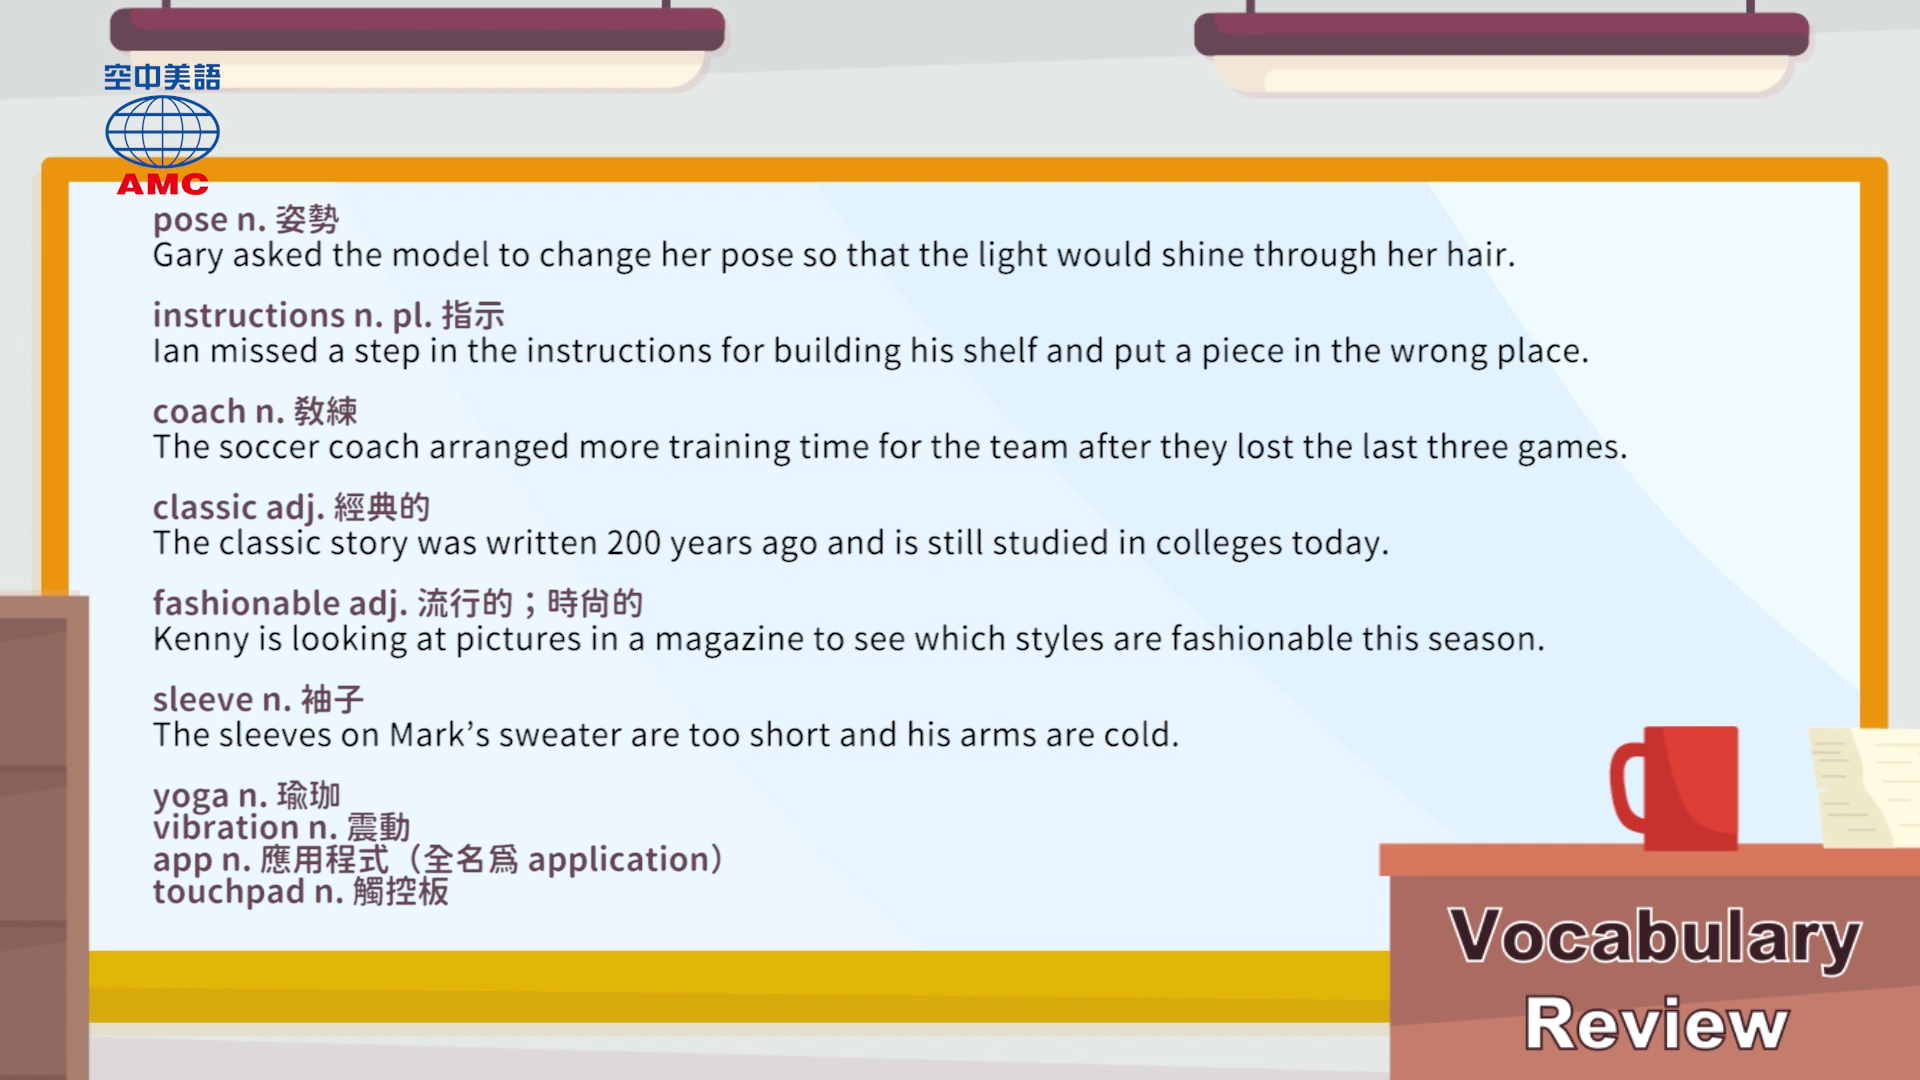 空中美語
AMC
pose n. 姿勢
Gary asked the model to change her pose so that the light would shine through her hair.
instructions n. pl. 指示
Ian missed a step in the instructions for building his shelf and put a piece in the wrong place.
coach n. 教練
The soccer coach arranged more training time for the team after they lost the last three games.
classic adj. 經典的
The classic story was written 200 years ago and is still studied in colleges today.
fashionable adj. 流行的；時尚的
Kenny is looking at pictures in a magazine to see which styles are fashionable this season.
sleeve n. 袖子
The sleeves on Mark’s sweater are too short and his arms are cold.
yoga n. 瑜珈
vibration n. 震動
app n. 應用程式（全名為 application）
touchpad n. 觸控板
Vocabulary
Review